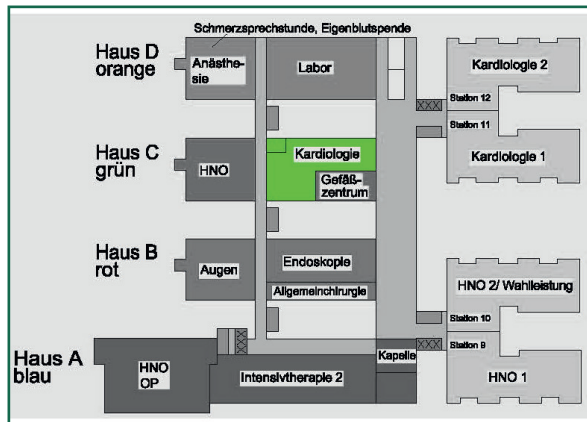 Schmerzsprechstunde, Eigenblutspende
Haus D
orange
Anästhe-
sie
Labor
Kardiologie 2
Station 12
Station 11
Kardiologie 1
Haus C
grün
HNO
Kardiologie
Gefäß-
zentrum
Haus B
rot
Augen
Endoskopie
Allgemeinchirurgie
HNO 2/ Wahlleistung
Station 10
Station 9
HNO 1
Haus A
blau
HNO
OP
Intensivtherapie 2
Kapelle